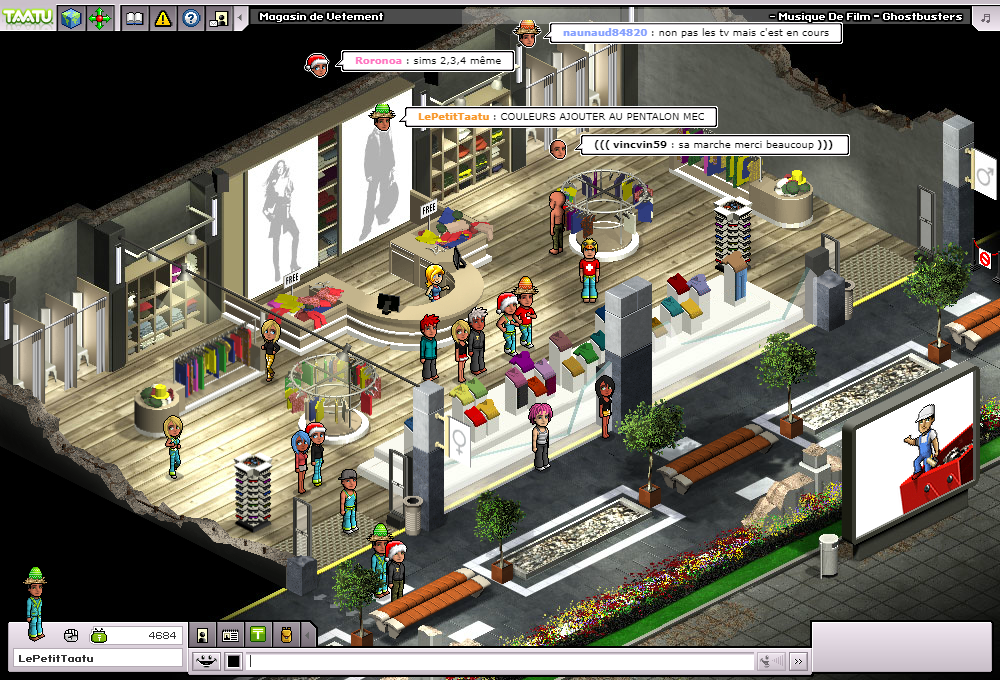 TAATU
Magasin de Vetement
- Musique De Film - Ghostbusters
naunaud84820 : non pas les tv mais c'est en cours
Roronoa : sims 2,3,4 même
LePetitTaatu : COULEURS AJOUTER AU PENTALON MEC
((( vincvin59 : sa marche merci beaucoup )))
FREE
FREE
4684
T
LePetitTaatu